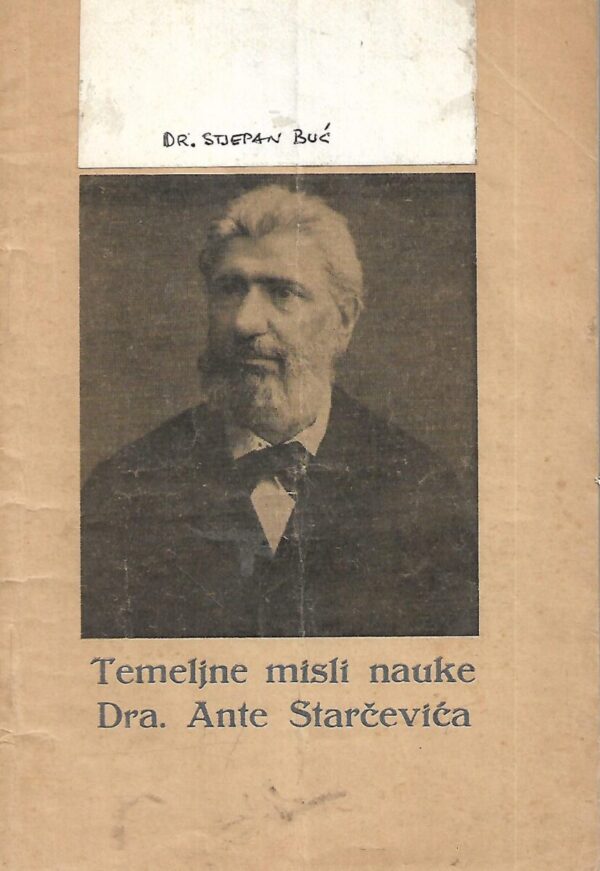 DR. STJEPAN BUĆ
Temeljne misli nauke
Dra. Ante Starčevića